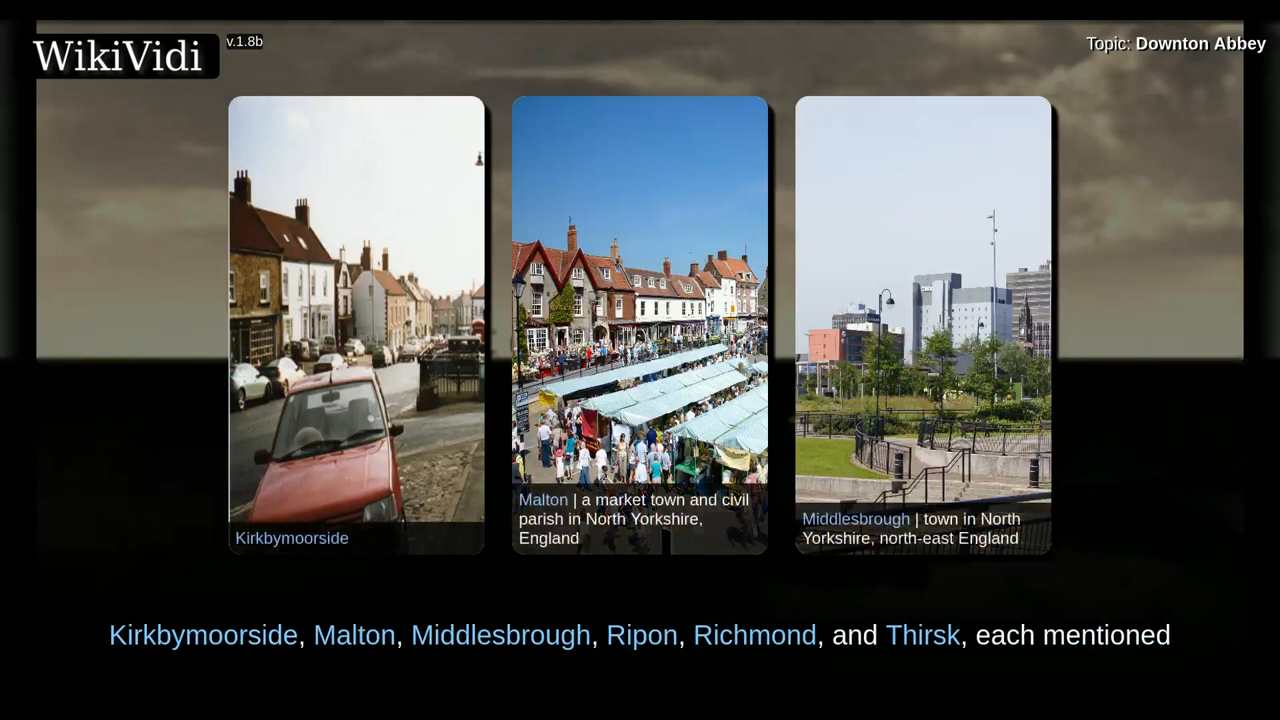 WikiVidi
v.1.8b
Topic: Downton Abbey
Kirkbymoorside
Malton | a market town and civil
parish in North Yorkshire,
England
Middlesbrough | town in North
Yorkshire, north-east England
Kirkbymoorside, Malton, Middlesbrough, Ripon, Richmond, and Thirsk, each mentioned